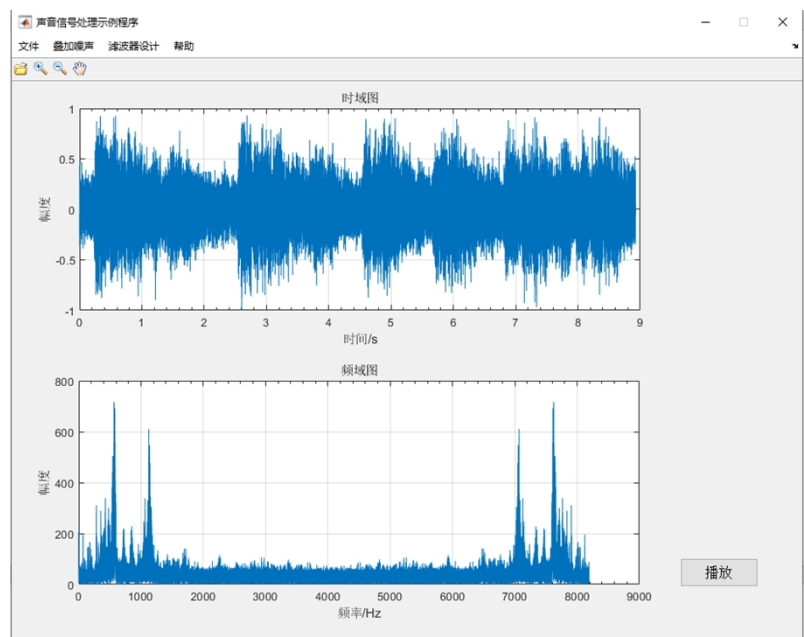 声音信号处理示例程序
文件 叠加噪声 滤波器设计 帮助
时域图
1
0.5
0
-0.5
-1
幅度
0 1 2 3 4 5 6 7 8 9
时间/s
频域图
800
600
400
200
0
幅度
0 1000 2000 3000 4000 5000 6000 7000 8000 9000
频率/Hz
播放